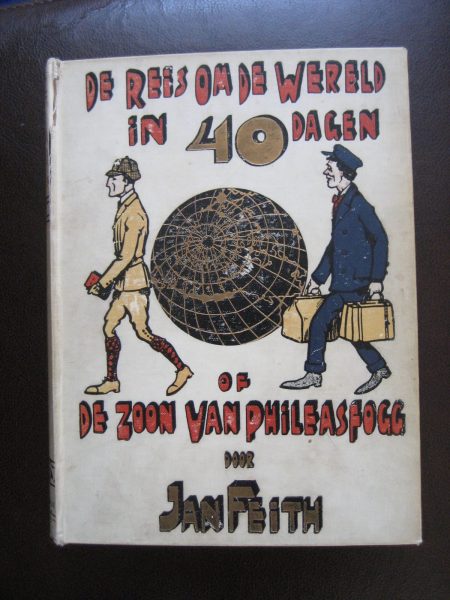 DE REIS OM DE WERELD
IN 40 DAGEN
OF
DE ZOON VAN PHILEAS FOGG
DOOR
JAN FEITH